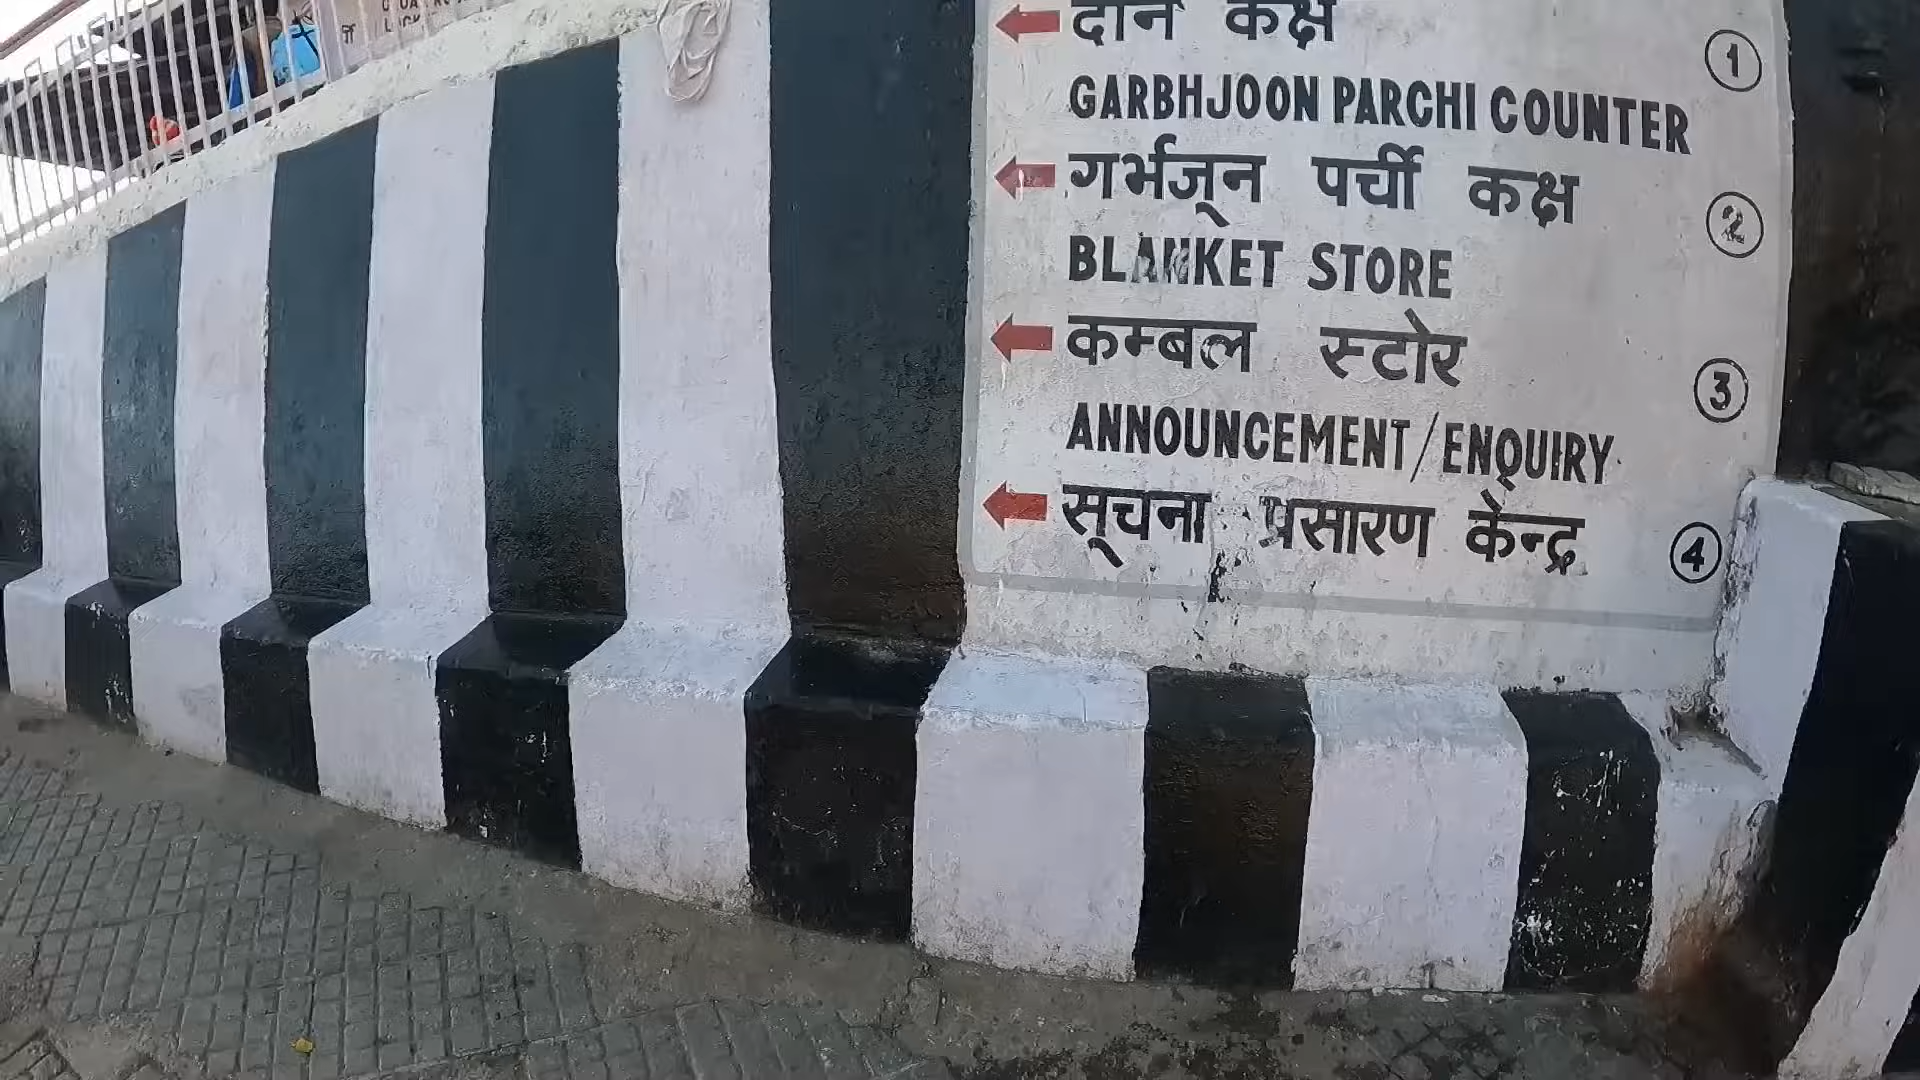 दान कक्ष
1
GARBHJOON PARCHI COUNTER
गर्भजून पर्ची कक्ष
2
BLANKET STORE
कम्बल स्टोर
3
ANNOUNCEMENT/ENQUIRY
सूचना प्रसारण केन्द्र
4